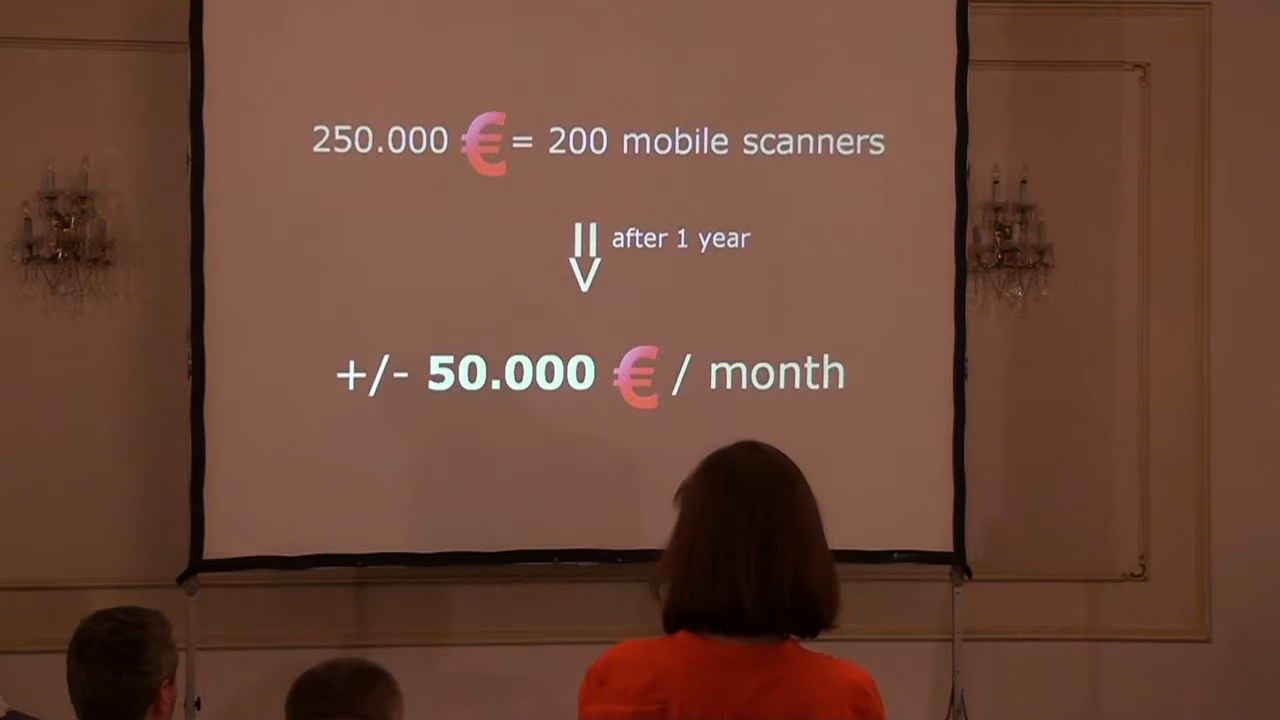 250.000 € = 200 mobile scanners
after 1 year
+/- 50.000 € / month